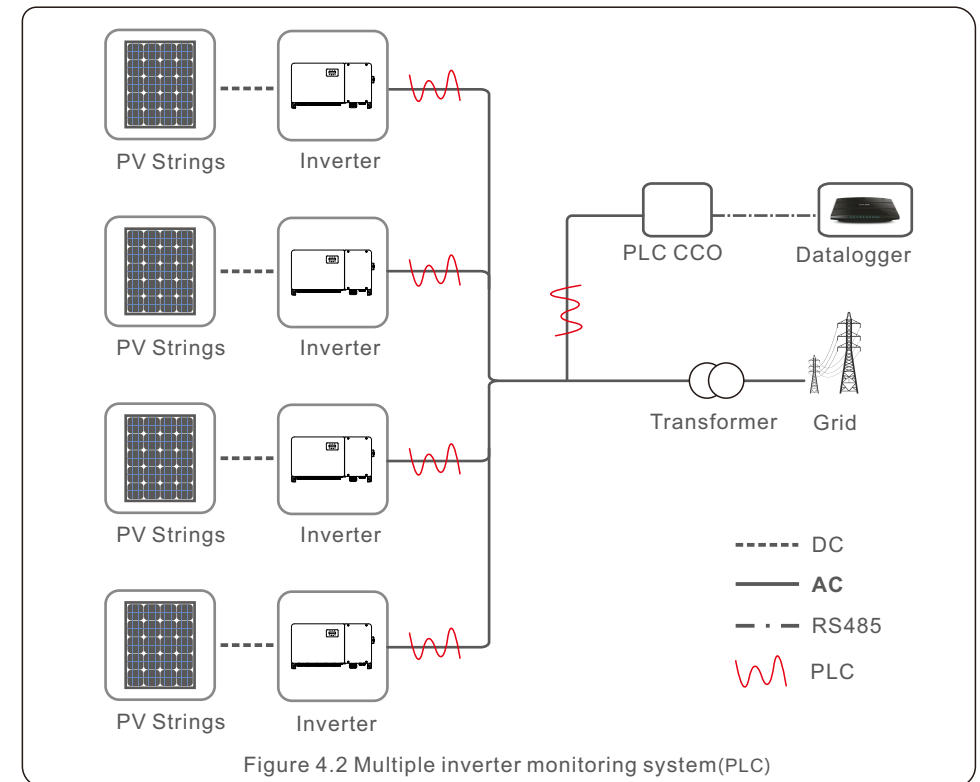 PV Strings
Inverter
PLC CCO
Datalogger
PV Strings
Inverter
Transformer
Grid
PV Strings
Inverter
DC
AC
RS485
PLC
PV Strings
Inverter
Figure 4.2 Multiple inverter monitoring system(PLC)